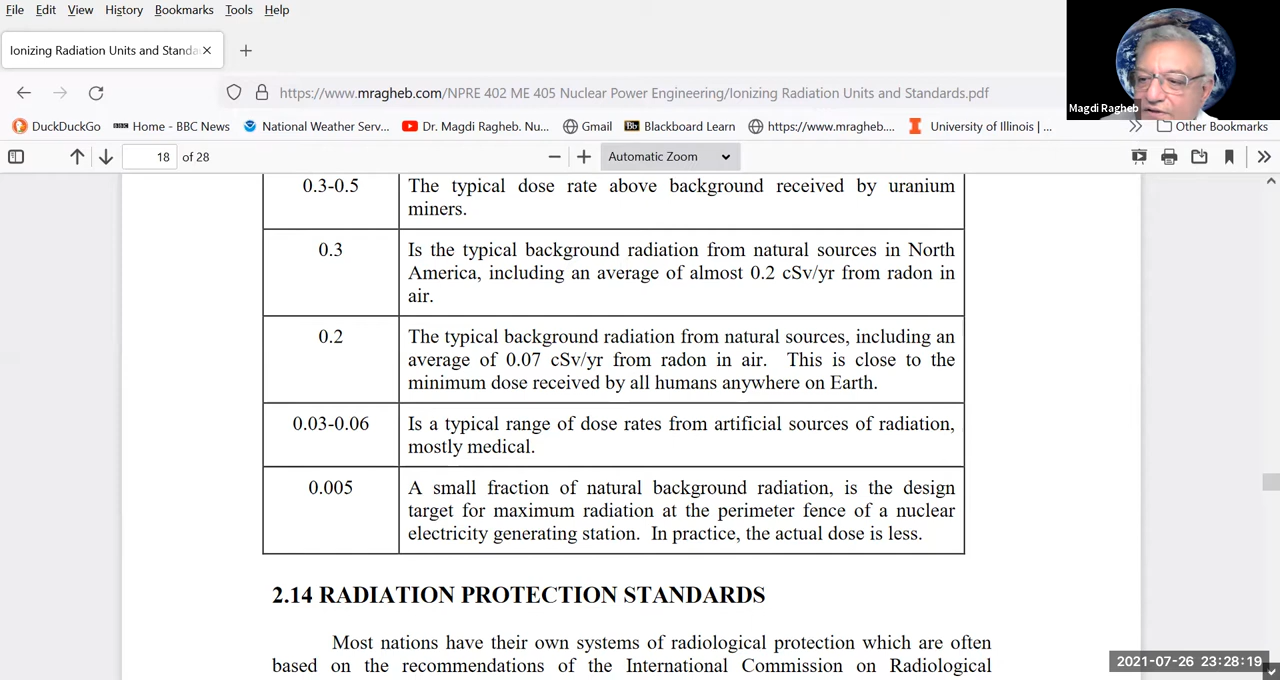 File Edit View History Bookmarks Tools Help
Ionizing Radiation Units and Standa
https://www.mragheb.com/NPRE 402 ME 405 Nuclear Power Engineering/Ionizing Radiation Units and Standards.pdf
Magdi Ragheb
DuckDuckGo BBC Home - BBC News National Weather Serv... Dr. Magdi Ragheb. Nu... Gmail Bb Blackboard Learn https://www.mragheb.... I University of Illinois | ... Other Bookmarks
18 of 28 Automatic Zoom
0.3-0.5 The typical dose rate above background received by uranium
miners.
0.3 Is the typical background radiation from natural sources in North
America, including an average of almost 0.2 cSv/yr from radon in
air.
0.2 The typical background radiation from natural sources, including an
average of 0.07 cSv/yr from radon in air. This is close to the
minimum dose received by all humans anywhere on Earth.
0.03-0.06 Is a typical range of dose rates from artificial sources of radiation,
mostly medical.
0.005 A small fraction of natural background radiation, is the design
target for maximum radiation at the perimeter fence of a nuclear
electricity generating station. In practice, the actual dose is less.
2.14 RADIATION PROTECTION STANDARDS
Most nations have their own systems of radiological protection which are often
based on the recommendations of the International Commission on Radiological
2021-07-26 23:28:19